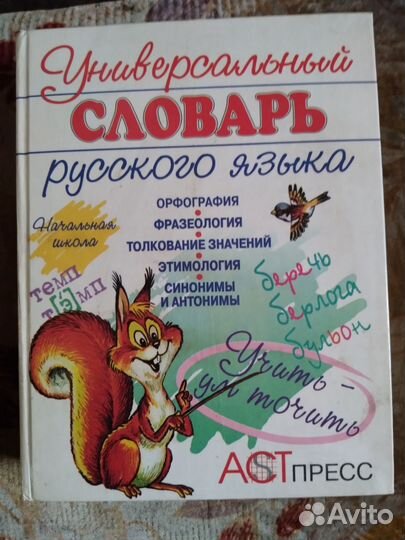 Универсальный
СЛОВАРЬ
русского языка
ОРФОГРАФИЯ
ФРАЗЕОЛОГИЯ
ТОЛКОВАНИЕ ЗНАЧЕНИЙ
ЭТИМОЛОГИЯ
СИНОНИМЫ
И АНТОНИМЫ
Начальная
школа
темп
т[э]мп
беречь
берлога
бульон
Учить –
ум точить
АСТ ПРЕСС
Avito